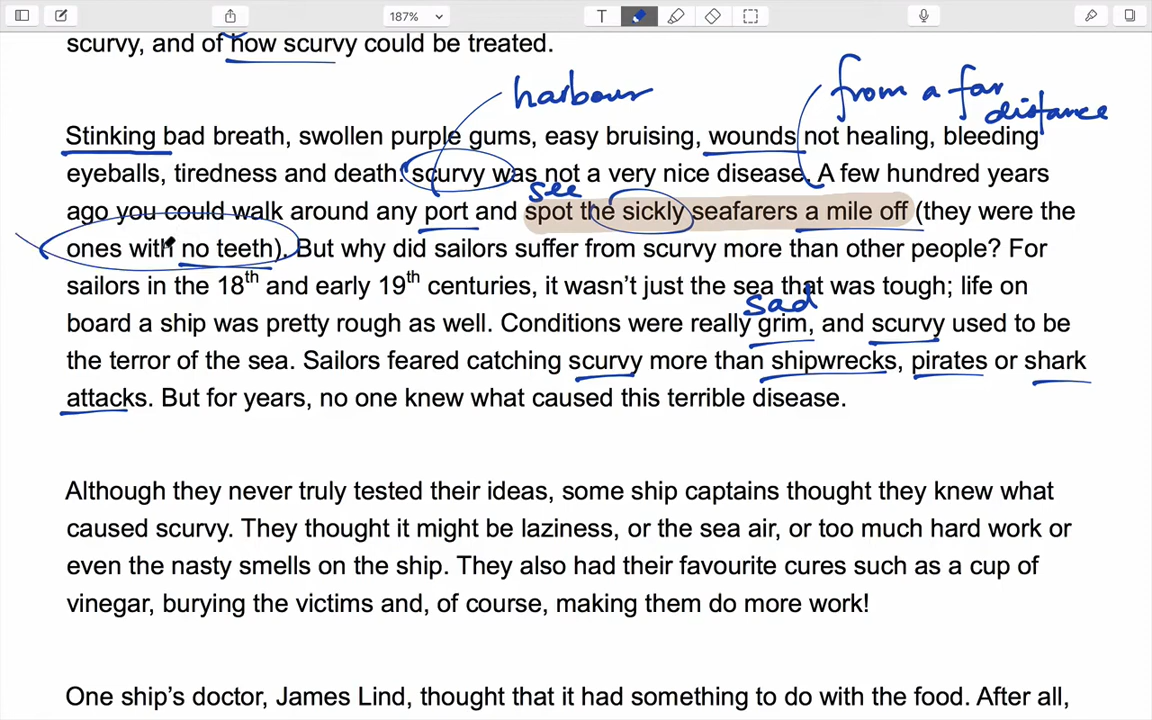 187%
T
scurvy, and of how scurvy could be treated.
harbour
from a far
distance
Stinking bad breath, swollen purple gums, easy bruising, wounds not healing, bleeding
eyeballs, tiredness and death: scurvy was not a very nice disease. A few hundred years
see
ago you could walk around any port and spot the sickly seafarers a mile off (they were the
ones with no teeth). But why did sailors suffer from scurvy more than other people? For
sailors in the 18th and early 19th centuries, it wasn't just the sea that was tough; life on
sad
board a ship was pretty rough as well. Conditions were really grim, and scurvy used to be
the terror of the sea. Sailors feared catching scurvy more than shipwrecks, pirates or shark
attacks. But for years, no one knew what caused this terrible disease.
Although they never truly tested their ideas, some ship captains thought they knew what
caused scurvy. They thought it might be laziness, or the sea air, or too much hard work or
even the nasty smells on the ship. They also had their favourite cures such as a cup of
vinegar, burying the victims and, of course, making them do more work!
One ship's doctor, James Lind, thought that it had something to do with the food. After all,